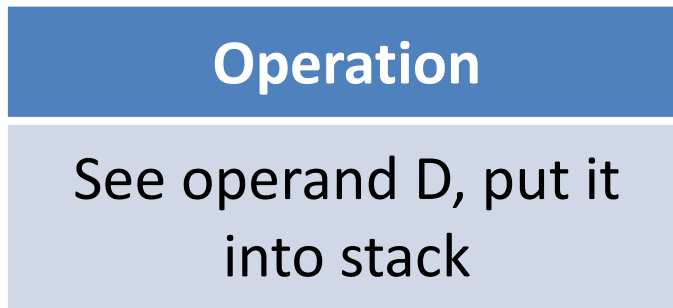 Operation
See operand D, put it
into stack